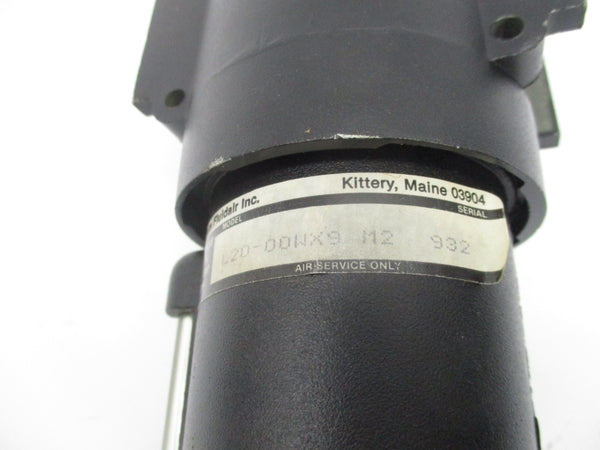 Fluidair Inc. Kittery, Maine 03904
MODEL SERIAL
L20-00WX9 M2 932
AIR SERVICE ONLY